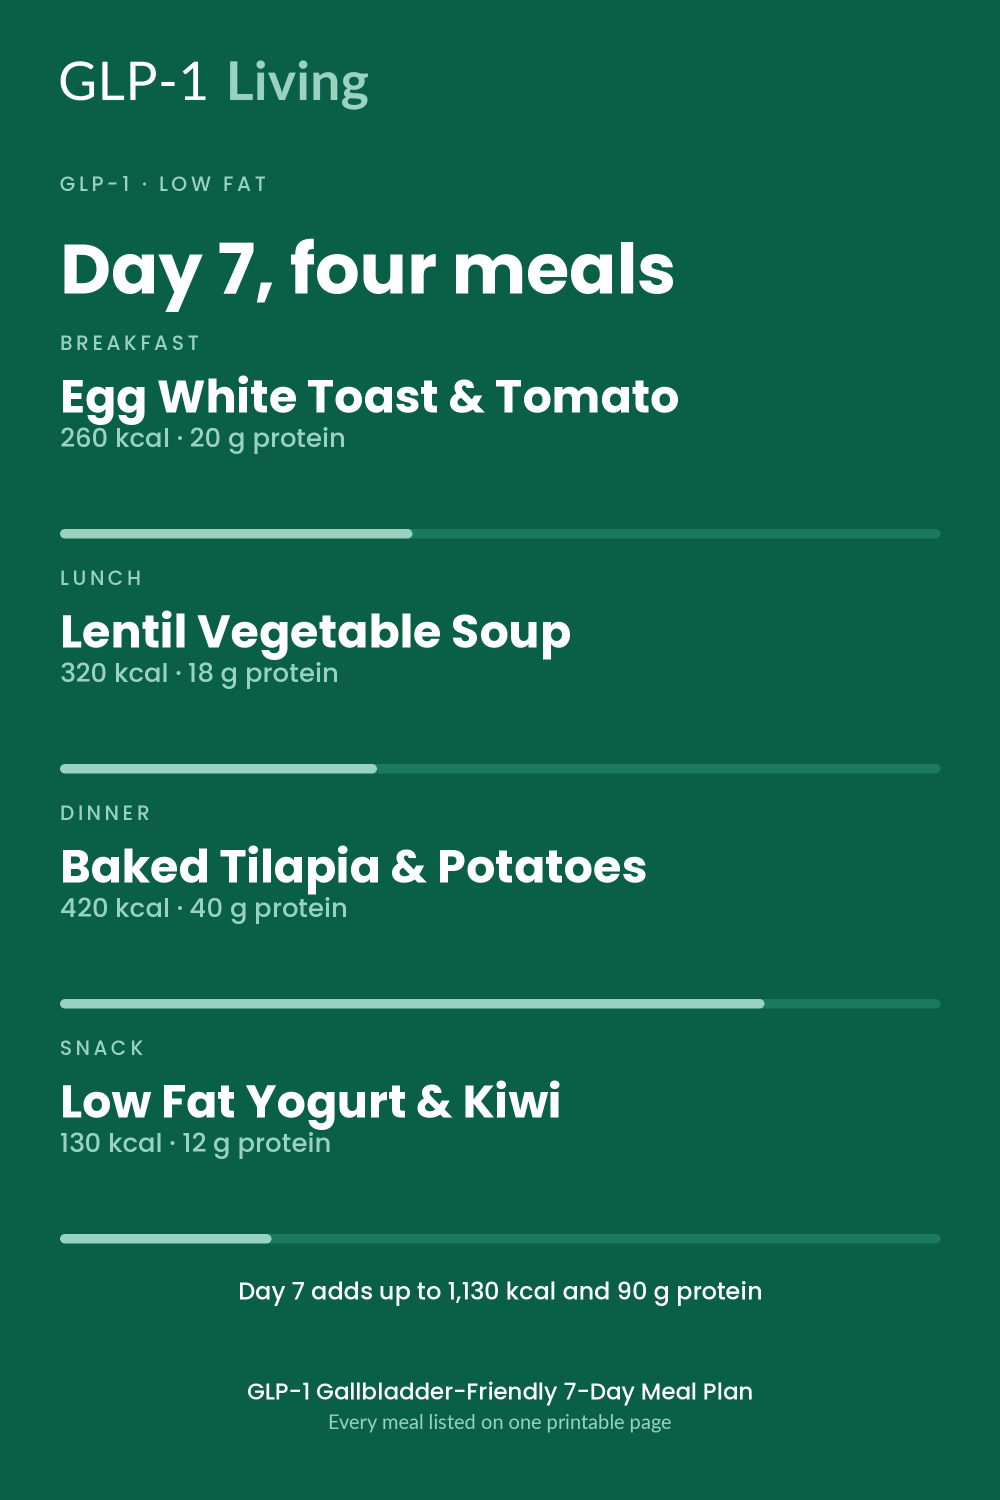 GLP-1 Living
GLP-1 · LOW FAT
Day 7, four meals
BREAKFAST
Egg White Toast & Tomato
260 kcal · 20 g protein
LUNCH
Lentil Vegetable Soup
320 kcal · 18 g protein
DINNER
Baked Tilapia & Potatoes
420 kcal · 40 g protein
SNACK
Low Fat Yogurt & Kiwi
130 kcal · 12 g protein
Day 7 adds up to 1,130 kcal and 90 g protein
GLP-1 Gallbladder-Friendly 7-Day Meal Plan
Every meal listed on one printable page